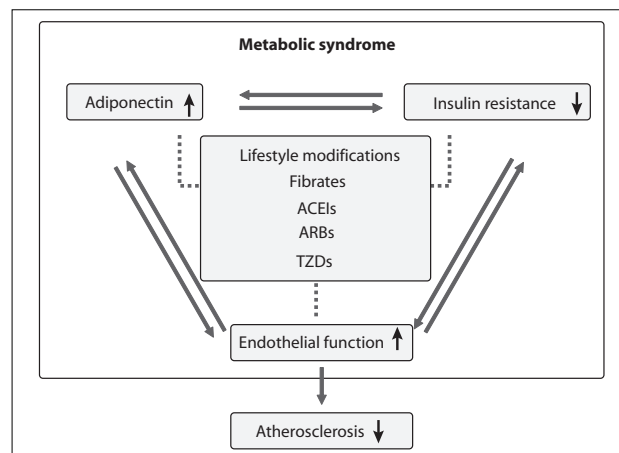 Metabolic syndrome
Adiponectin
Insulin resistance
Lifestyle modifications
Fibrates
ACEIs
ARBs
TZDs
Endothelial function
Atherosclerosis